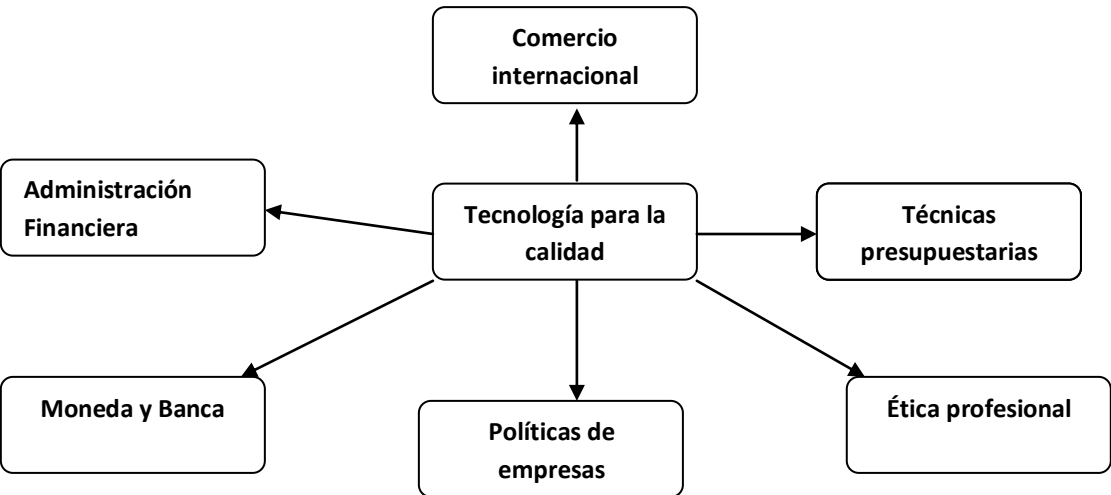 Comercio
internacional
Administración
Financiera
Tecnología para la
calidad
Técnicas
presupuestarias
Moneda y Banca
Políticas de
empresas
Ética profesional